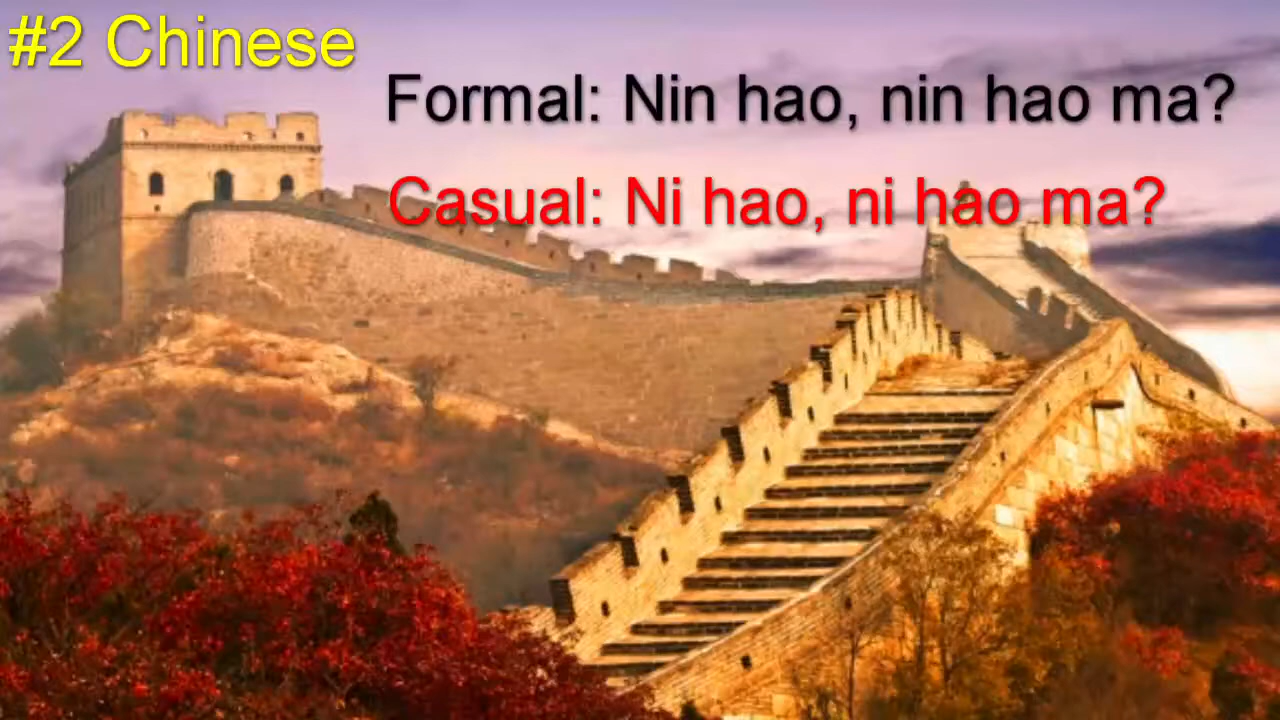 #2 Chinese
Formal: Nin hao, nin hao ma?
Casual: Ni hao, ni hao ma?